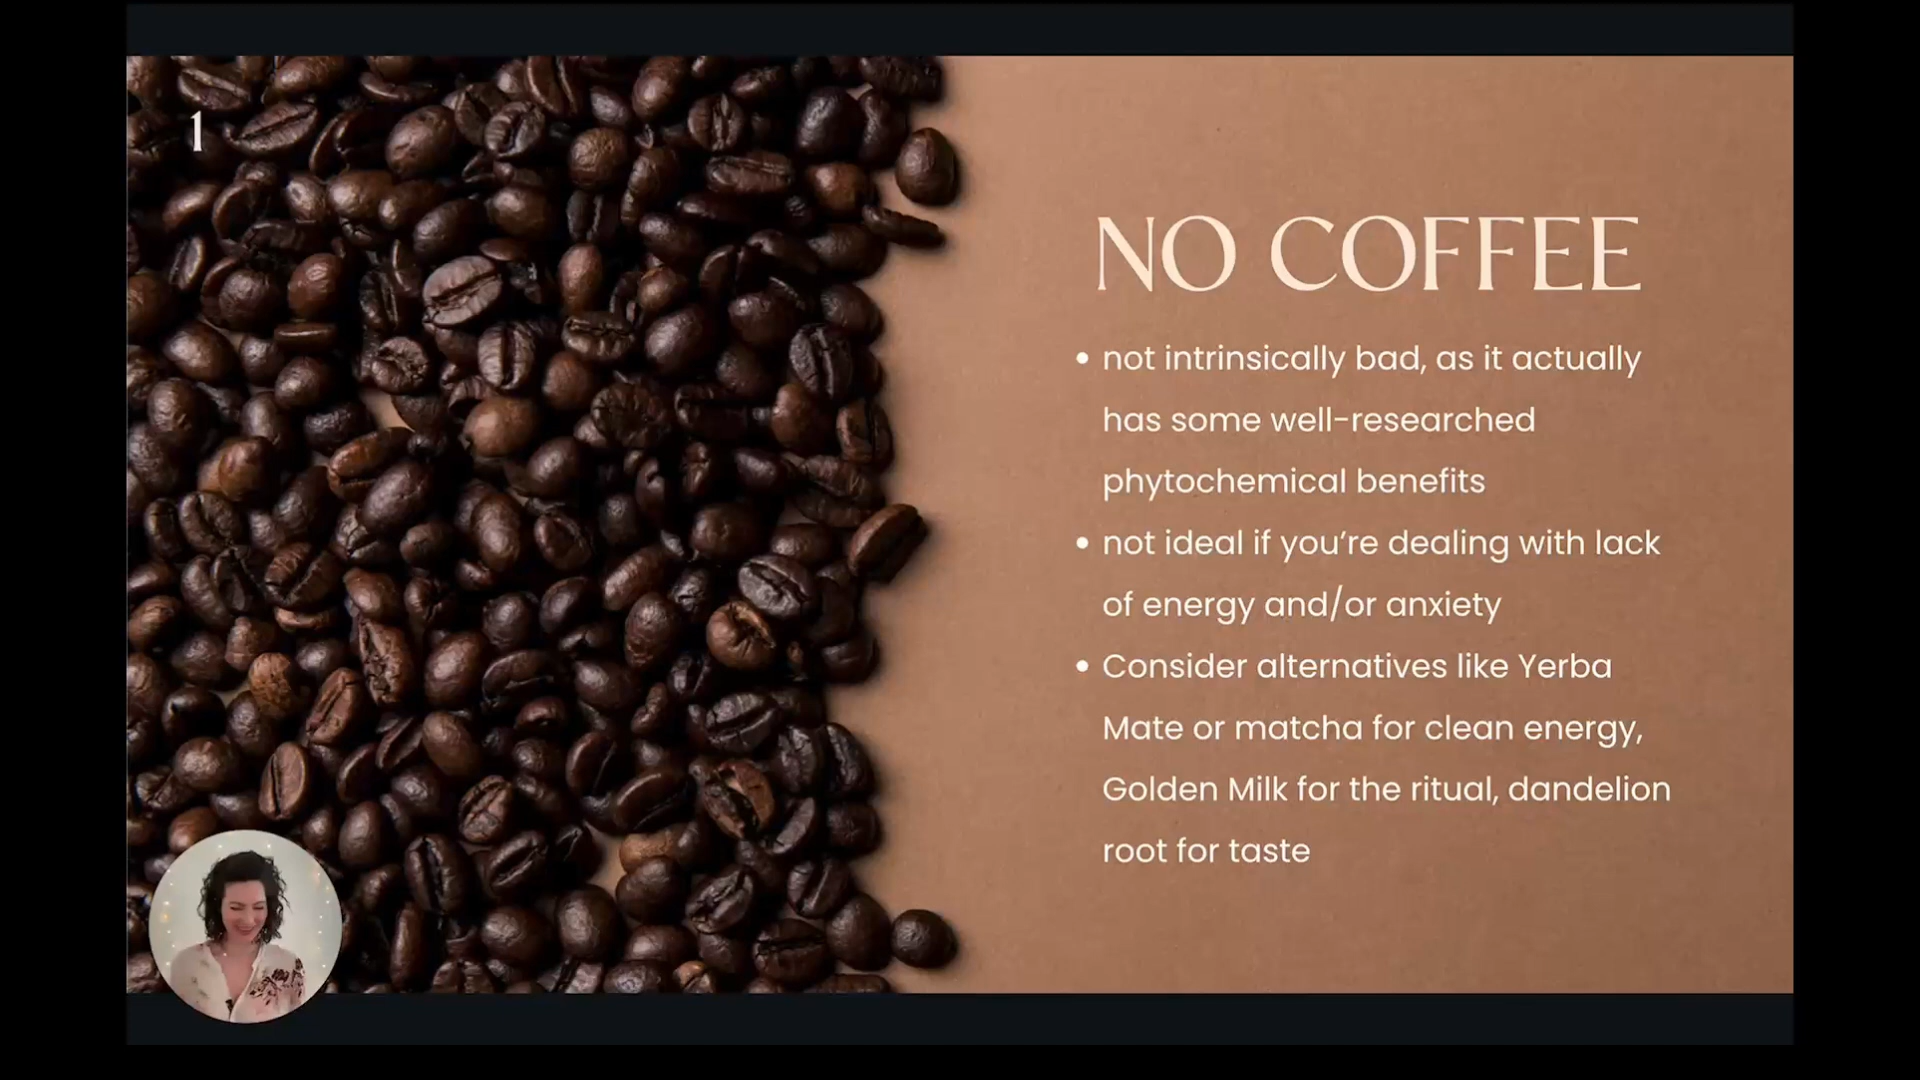 1
NO COFFEE
• not intrinsically bad, as it actually
has some well-researched
phytochemical benefits
• not ideal if you're dealing with lack
of energy and/or anxiety
• Consider alternatives like Yerba
Mate or matcha for clean energy,
Golden Milk for the ritual, dandelion
root for taste